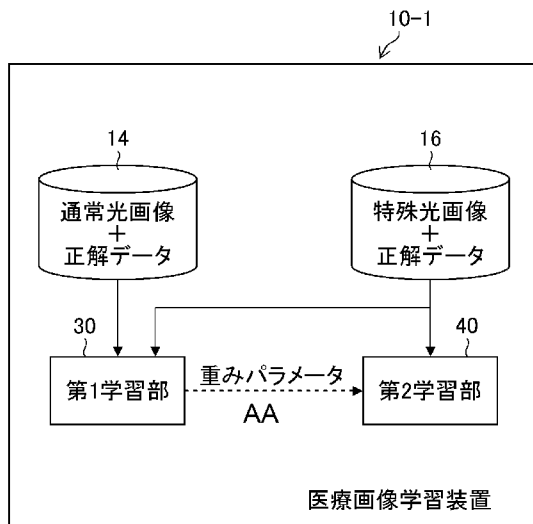 10-1
14
通常光画像
+
正解データ
16
特殊光画像
+
正解データ
30
第1学習部
重みパラメータ
AA
40
第2学習部
医療画像学習装置